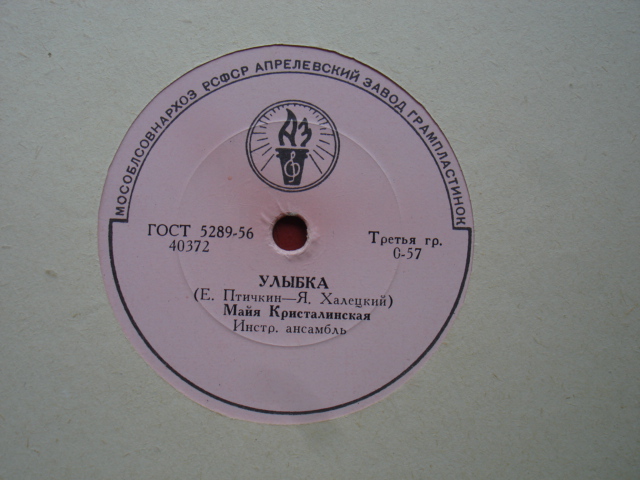 МОСОБЛСОВНАРХОЗ РСФСР АПРЕЛЕВСКИЙ ЗАВОД ГРАМПЛАСТИНОК
АЗ
ГОСТ 5289-56
40372
Третья гр.
0-57
УЛЫБКА
(Е. Птичкин—Я. Халецкий)
Майя Кристалинская
Инстр. ансамбль